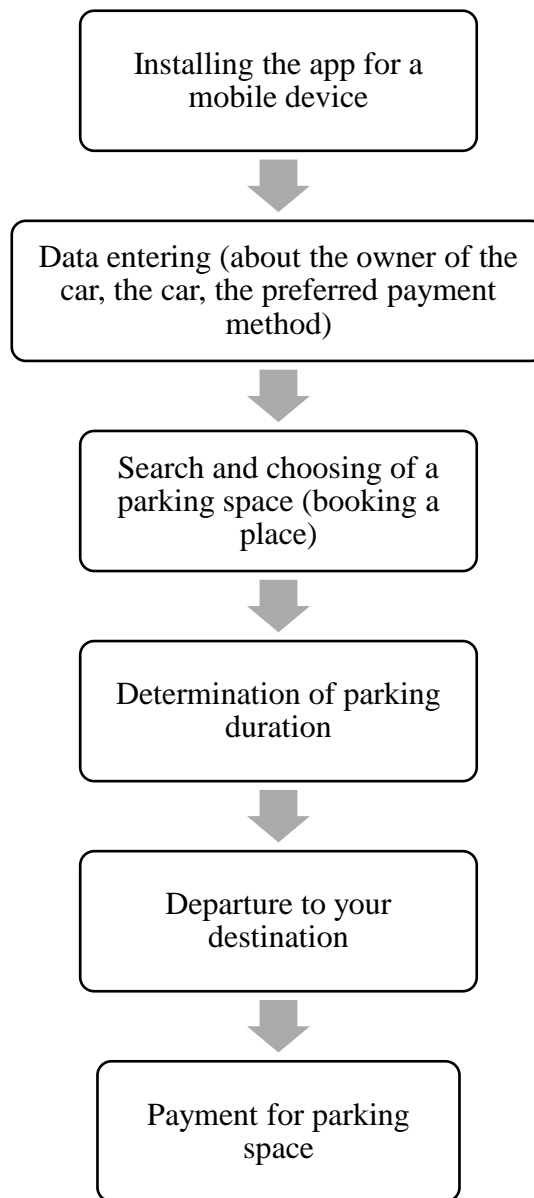 Installing the app for a
mobile device
Data entering (about the owner of the
car, the car, the preferred payment
method)
Search and choosing of a
parking space (booking a
place)
Determination of parking
duration
Departure to your
destination
Payment for parking
space